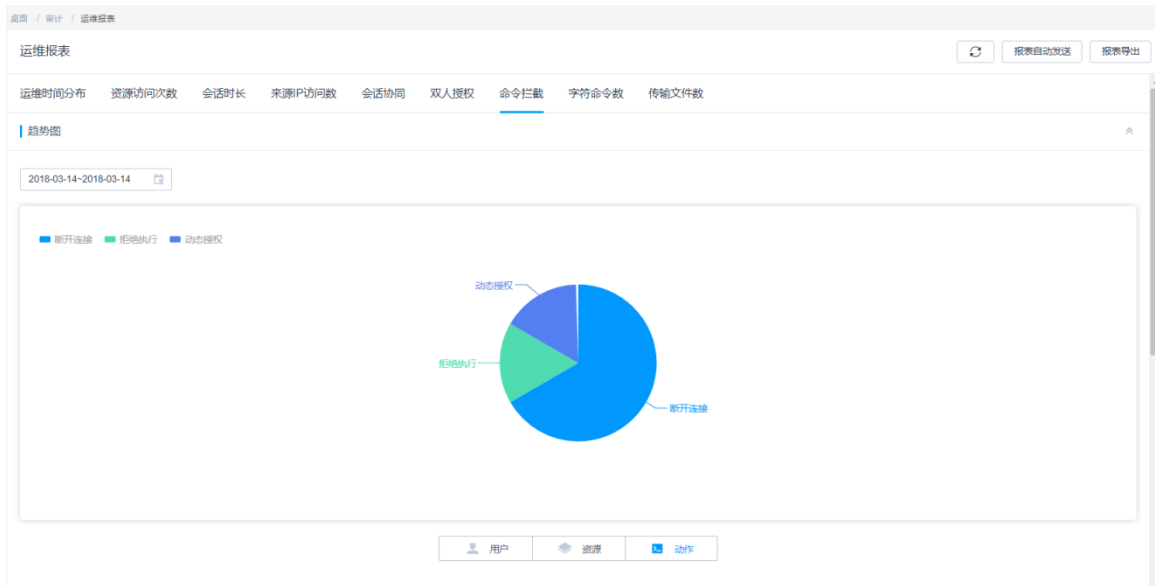 桌面 / 审计 / 运维报表
运维报表
报表自动发送 报表导出
运维时间分布 资源访问次数 会话时长 来源IP访问数 会话协同 双人授权 命令拦截 字符命令数 传输文件数
趋势图
2018-03-14~2018-03-14
断开连接 拒绝执行 动态授权
动态授权
拒绝执行
断开连接
用户 资源 动作